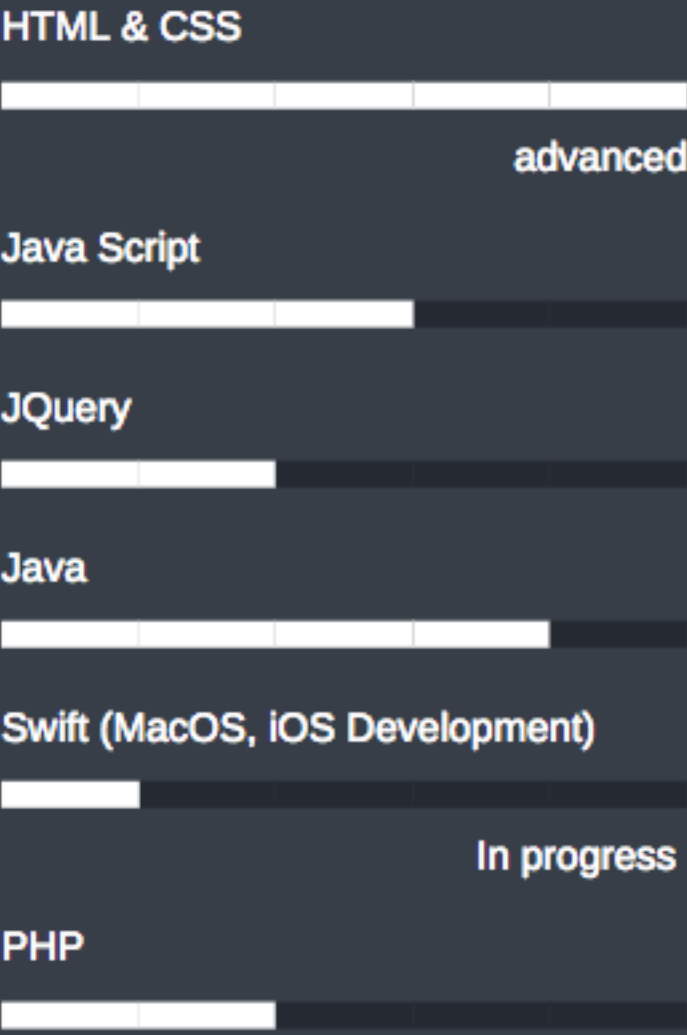 HTML & CSS
advanced
Java Script
JQuery
Java
Swift (MacOS, iOS Development)
In progress
PHP